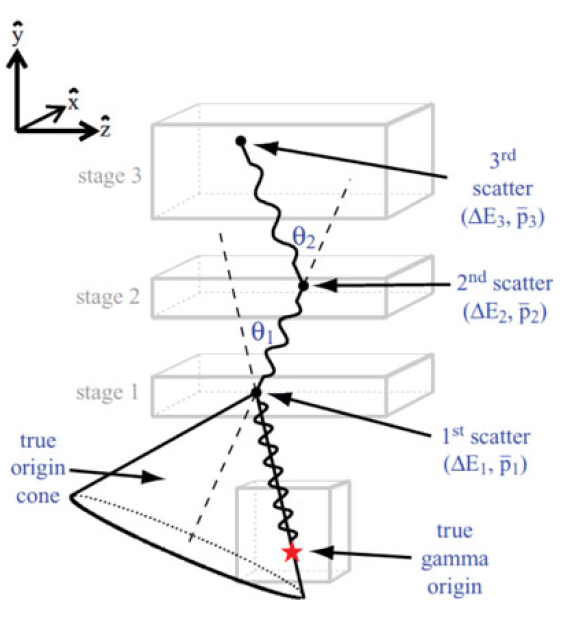 ŷ
x̂
ẑ
stage 3
3rd
scatter
(ΔE₃, p̅₃)
θ₂
stage 2
2nd scatter
(ΔE₂, p̅₂)
θ₁
stage 1
1st scatter
(ΔE₁, p̅₁)
true
origin
cone
true
gamma
origin